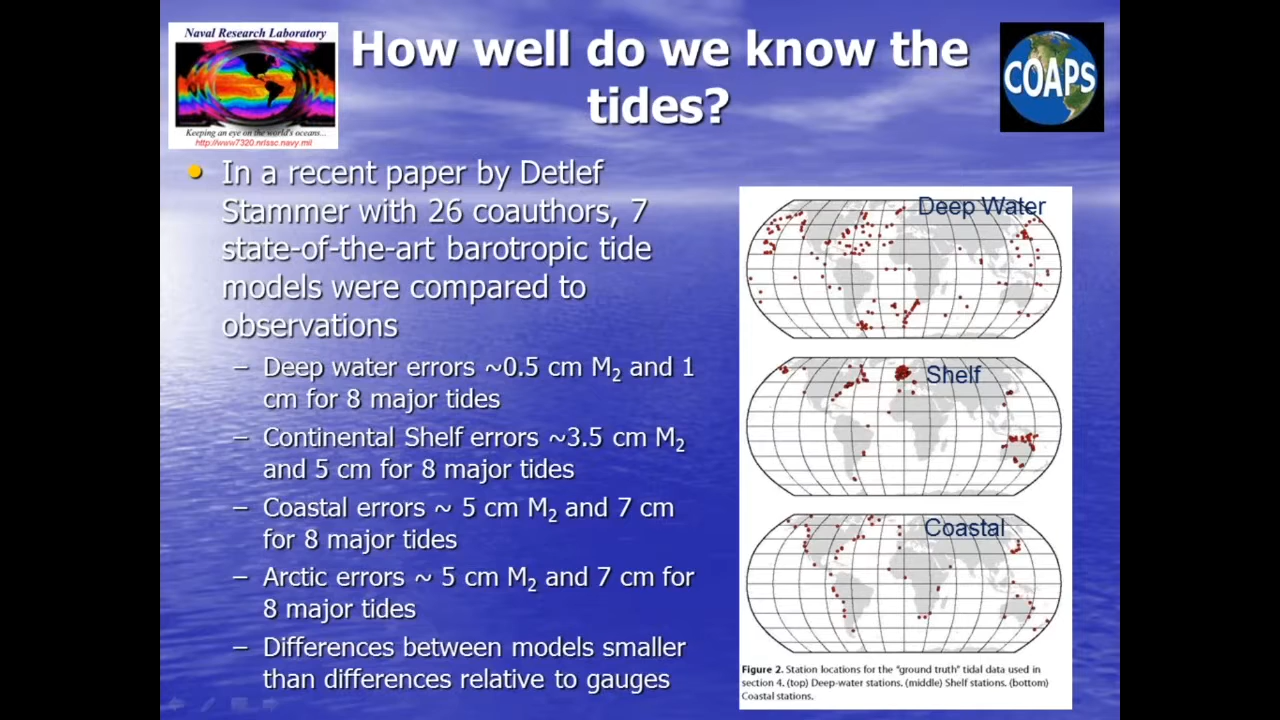 Naval Research Laboratory
Keeping an eye on the world's oceans...
http://www7320.nrlssc.navy.mil
How well do we know the
tides?
COAPS
In a recent paper by Detlef
Stammer with 26 coauthors, 7
state-of-the-art barotropic tide
models were compared to
observations
– Deep water errors ~0.5 cm M2 and 1
cm for 8 major tides
– Continental Shelf errors ~3.5 cm M2
and 5 cm for 8 major tides
– Coastal errors ~ 5 cm M2 and 7 cm
for 8 major tides
– Arctic errors ~ 5 cm M2 and 7 cm for
8 major tides
– Differences between models smaller
than differences relative to gauges
Deep Water
Shelf
Coastal
Figure 2. Station locations for the "ground truth" tidal data used in
section 4. (top) Deep-water stations. (middle) Shelf stations. (bottom)
Coastal stations.